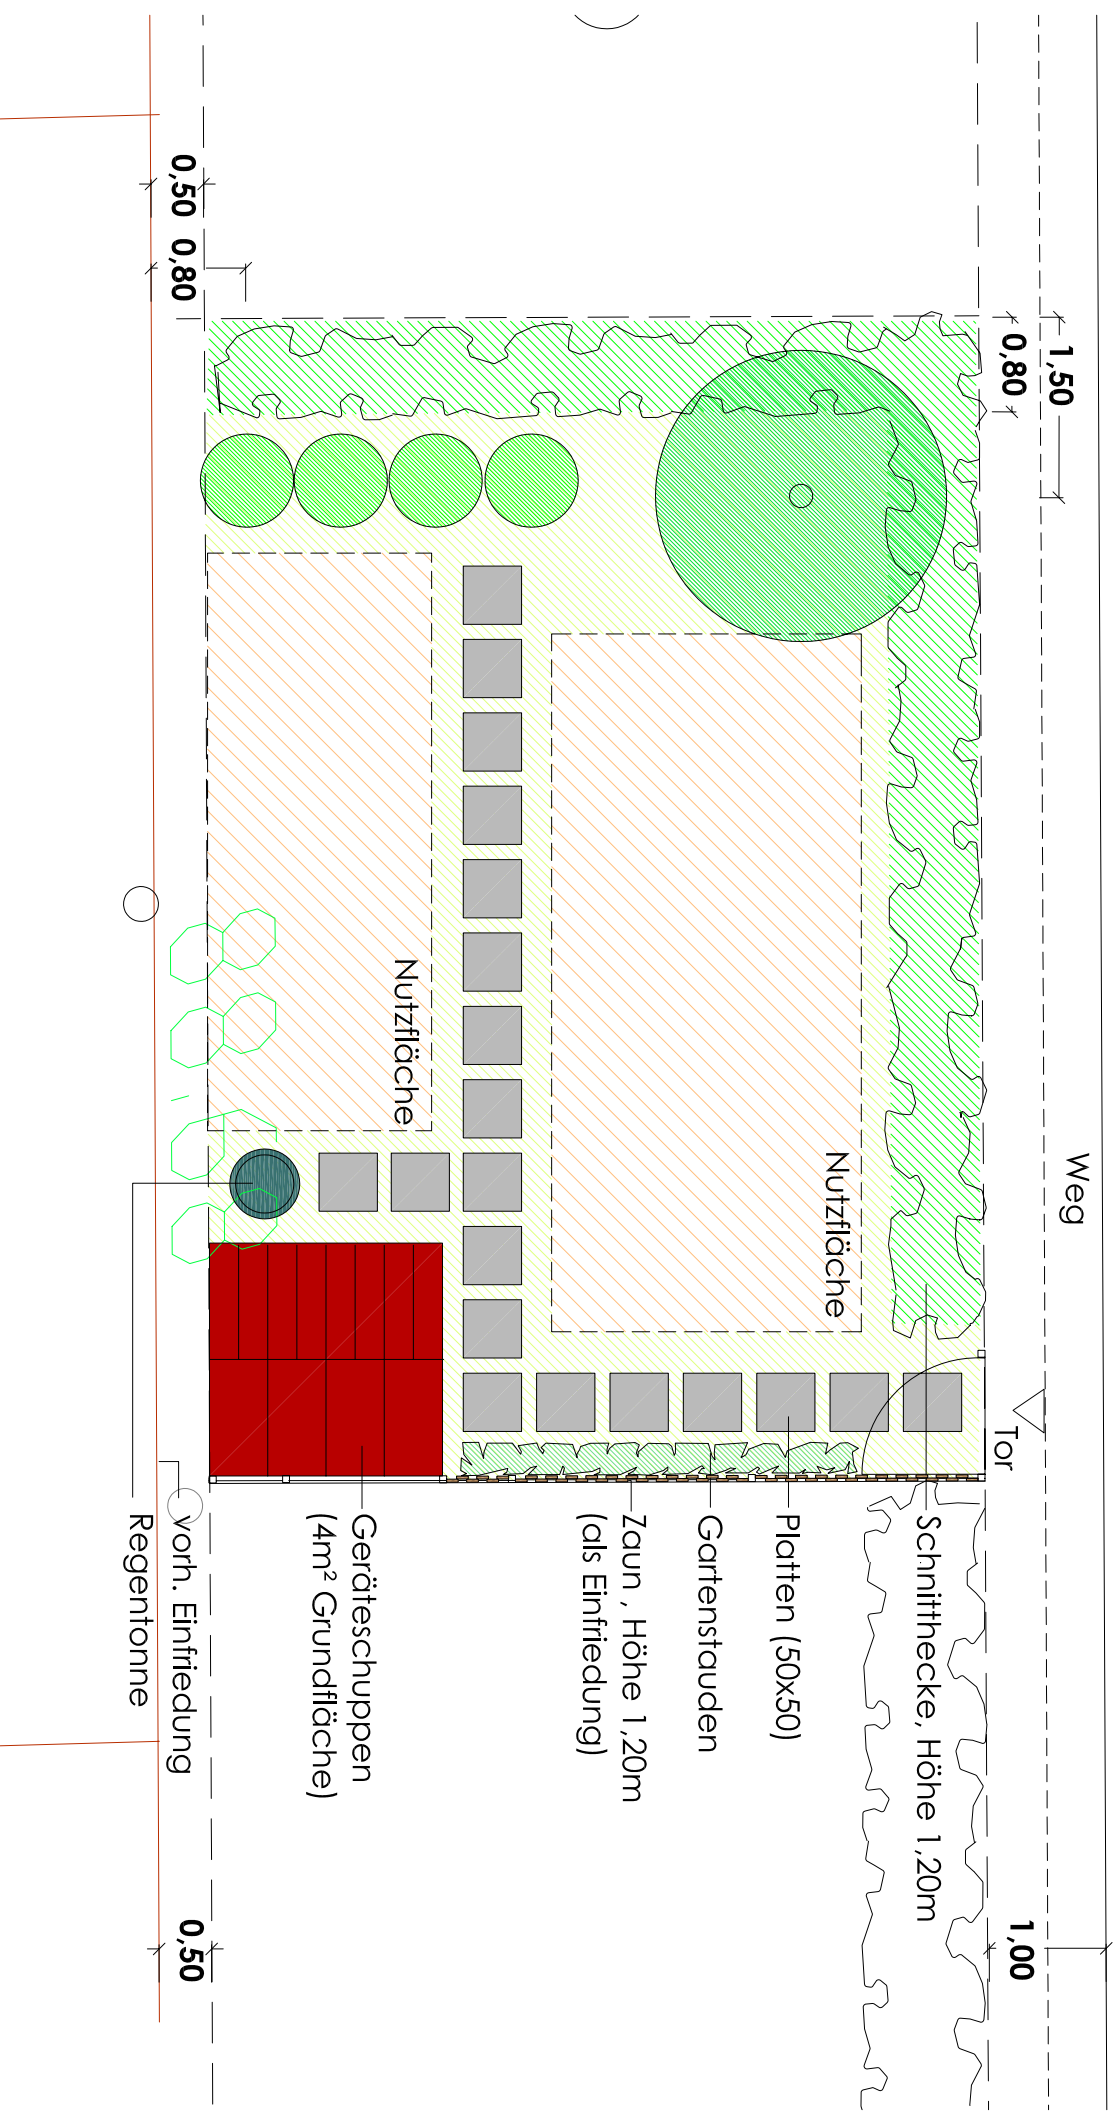 Weg
1,50
0,80
Tor
1,00
Schnitthecke, Höhe 1,20m
Nutzfläche
Platten (50x50)
Gartenstauden
Zaun , Höhe 1,20m
(als Einfriedung)
Nutzfläche
Geräteschuppen
(4m² Grundfläche)
0,50
0,80
vorh. Einfriedung
0,50
Regentonne